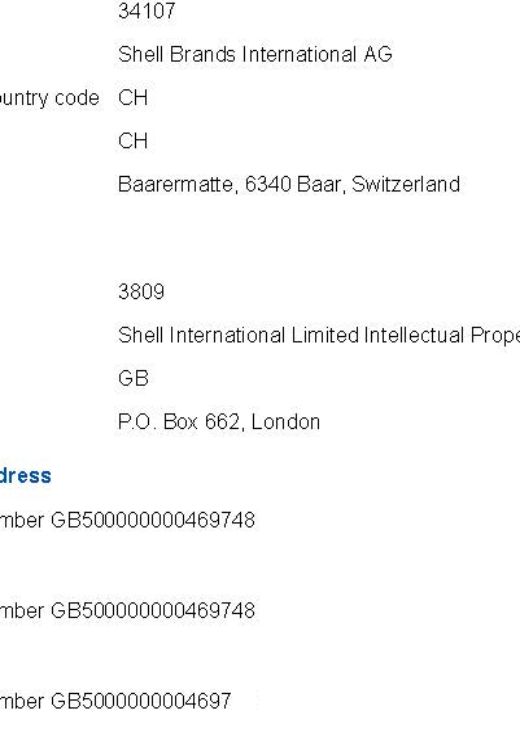 34107
Shell Brands International AG
ountry code CH
CH
Baarermatte, 6340 Baar, Switzerland
3809
Shell International Limited Intellectual Prope
GB
P.O. Box 662, London
dress
mber GB500000000469748
mber GB500000000469748
mber GB5000000004697